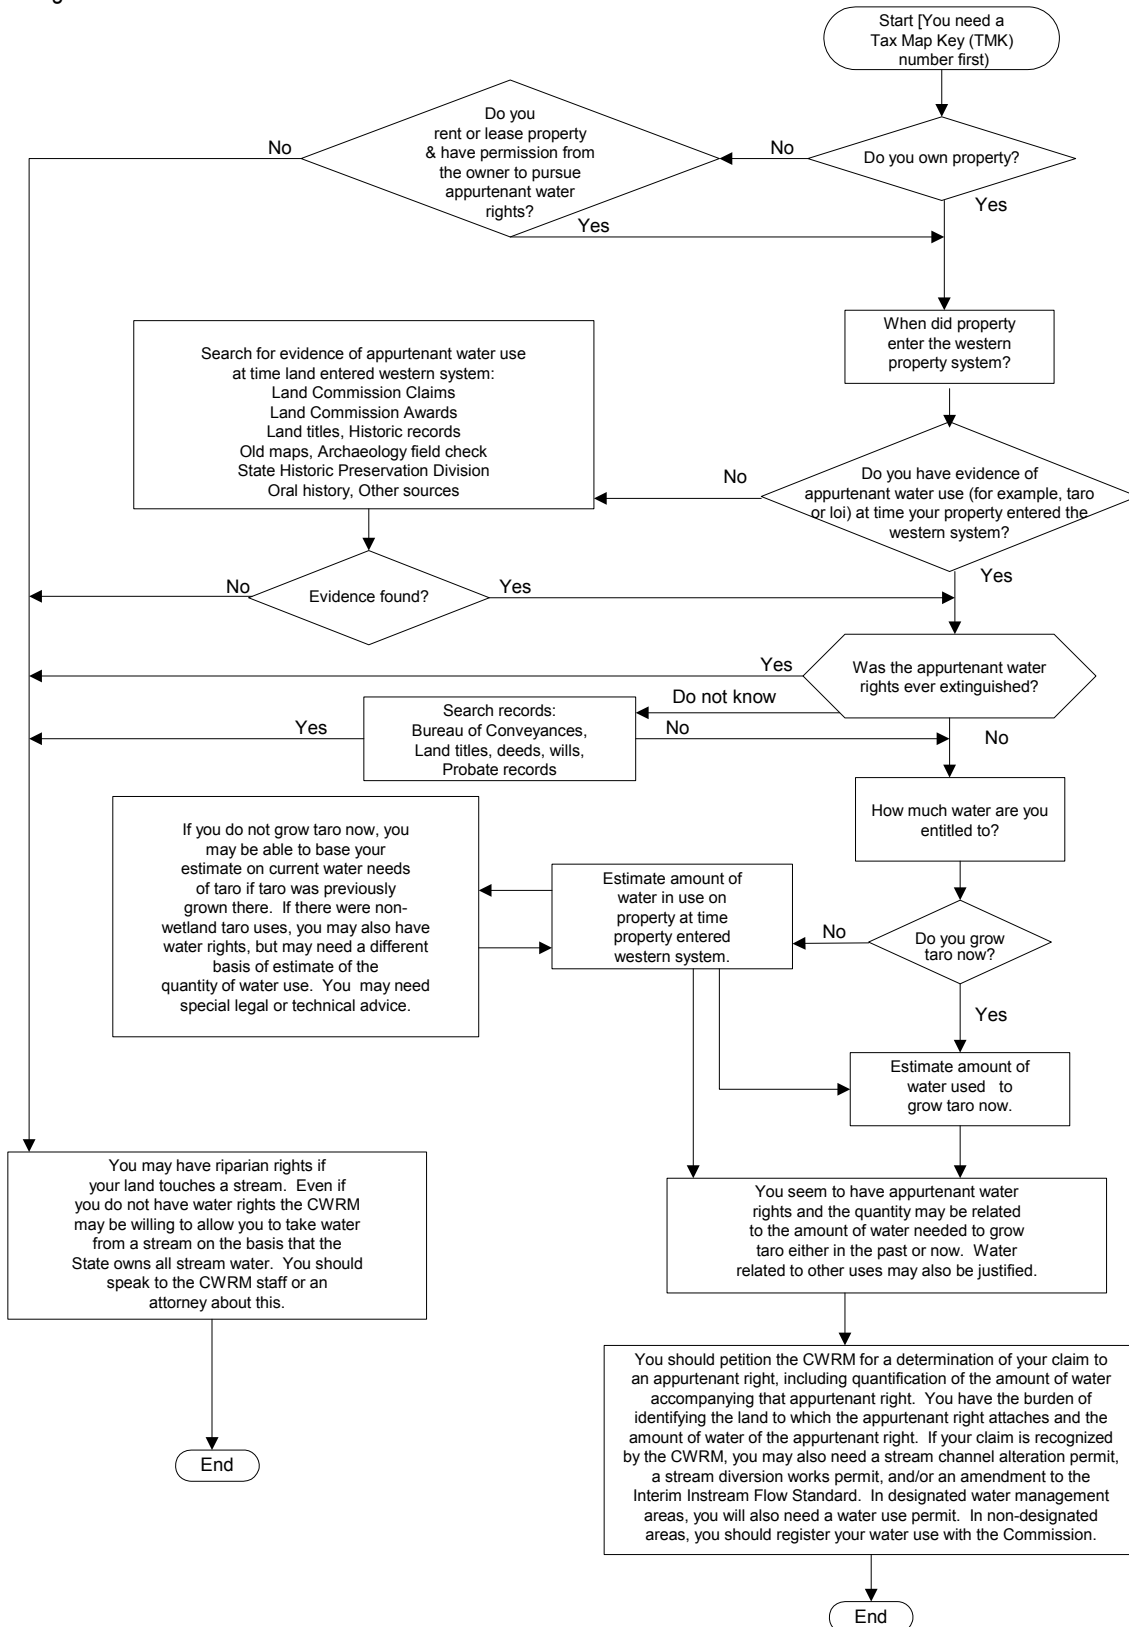 Start [You need a
Tax Map Key (TMK)
number first)
Do you own property?
No
Yes
Do you
rent or lease property
& have permission from
the owner to pursue
appurtenant water
rights?
No
Yes
When did property
enter the western
property system?
Do you have evidence of
appurtenant water use (for example, taro
or loi) at time your property entered the
western system?
No
Yes
Search for evidence of appurtenant water use
at time land entered western system:
Land Commission Claims
Land Commission Awards
Land titles, Historic records
Old maps, Archaeology field check
State Historic Preservation Division
Oral history, Other sources
Evidence found?
No
Yes
Was the appurtenant water
rights ever extinguished?
Yes
Do not know
No
Search records:
Bureau of Conveyances,
Land titles, deeds, wills,
Probate records
Yes
No
How much water are you
entitled to?
Do you grow
taro now?
No
Yes
Estimate amount of
water in use on
property at time
property entered
western system.
If you do not grow taro now, you
may be able to base your
estimate on current water needs
of taro if taro was previously
grown there. If there were non-
wetland taro uses, you may also have
water rights, but may need a different
basis of estimate of the
quantity of water use. You may need
special legal or technical advice.
Estimate amount of
water used to
grow taro now.
You seem to have appurtenant water
rights and the quantity may be related
to the amount of water needed to grow
taro either in the past or now. Water
related to other uses may also be justified.
You may have riparian rights if
your land touches a stream. Even if
you do not have water rights the CWRM
may be willing to allow you to take water
from a stream on the basis that the
State owns all stream water. You should
speak to the CWRM staff or an
attorney about this.
End
You should petition the CWRM for a determination of your claim to
an appurtenant right, including quantification of the amount of water
accompanying that appurtenant right. You have the burden of
identifying the land to which the appurtenant right attaches and the
amount of water of the appurtenant right. If your claim is recognized
by the CWRM, you may also need a stream channel alteration permit,
a stream diversion works permit, and/or an amendment to the
Interim Instream Flow Standard. In designated water management
areas, you will also need a water use permit. In non-designated
areas, you should register your water use with the Commission.
End